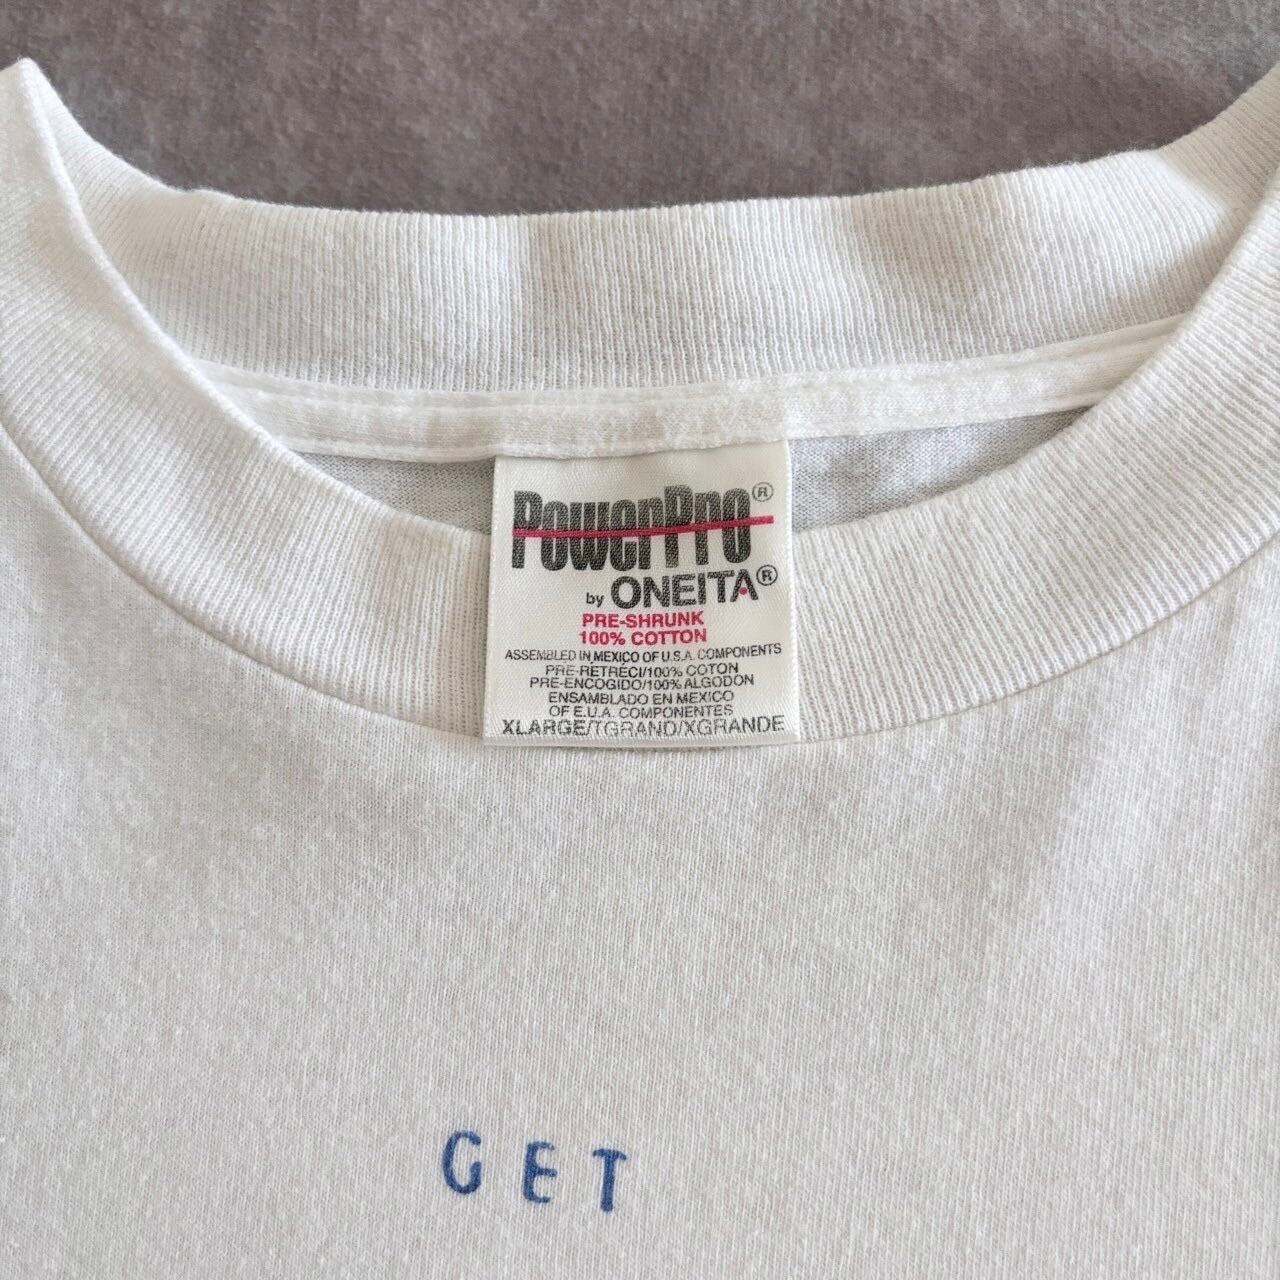 PowerPro®
by ONEITA®
PRE-SHRUNK
100% COTTON
ASSEMBLED IN MEXICO OF U.S.A. COMPONENTS
PRE-RETRECI/100% COTON
PRE-ENCOGIDO/100% ALGODON
ENSAMBLADO EN MEXICO
OF E.U.A. COMPONENTES
XLARGE/TGRAND/XGRANDE
GET